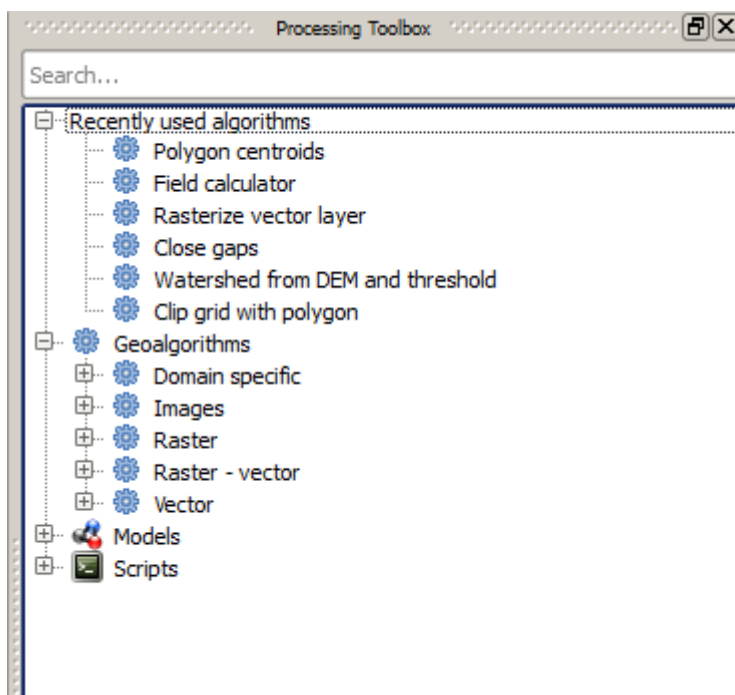 Processing Toolbox
Search...
Recently used algorithms
Polygon centroids
Field calculator
Rasterize vector layer
Close gaps
Watershed from DEM and threshold
Clip grid with polygon
Geoalgorithms
Domain specific
Images
Raster
Raster - vector
Vector
Models
Scripts